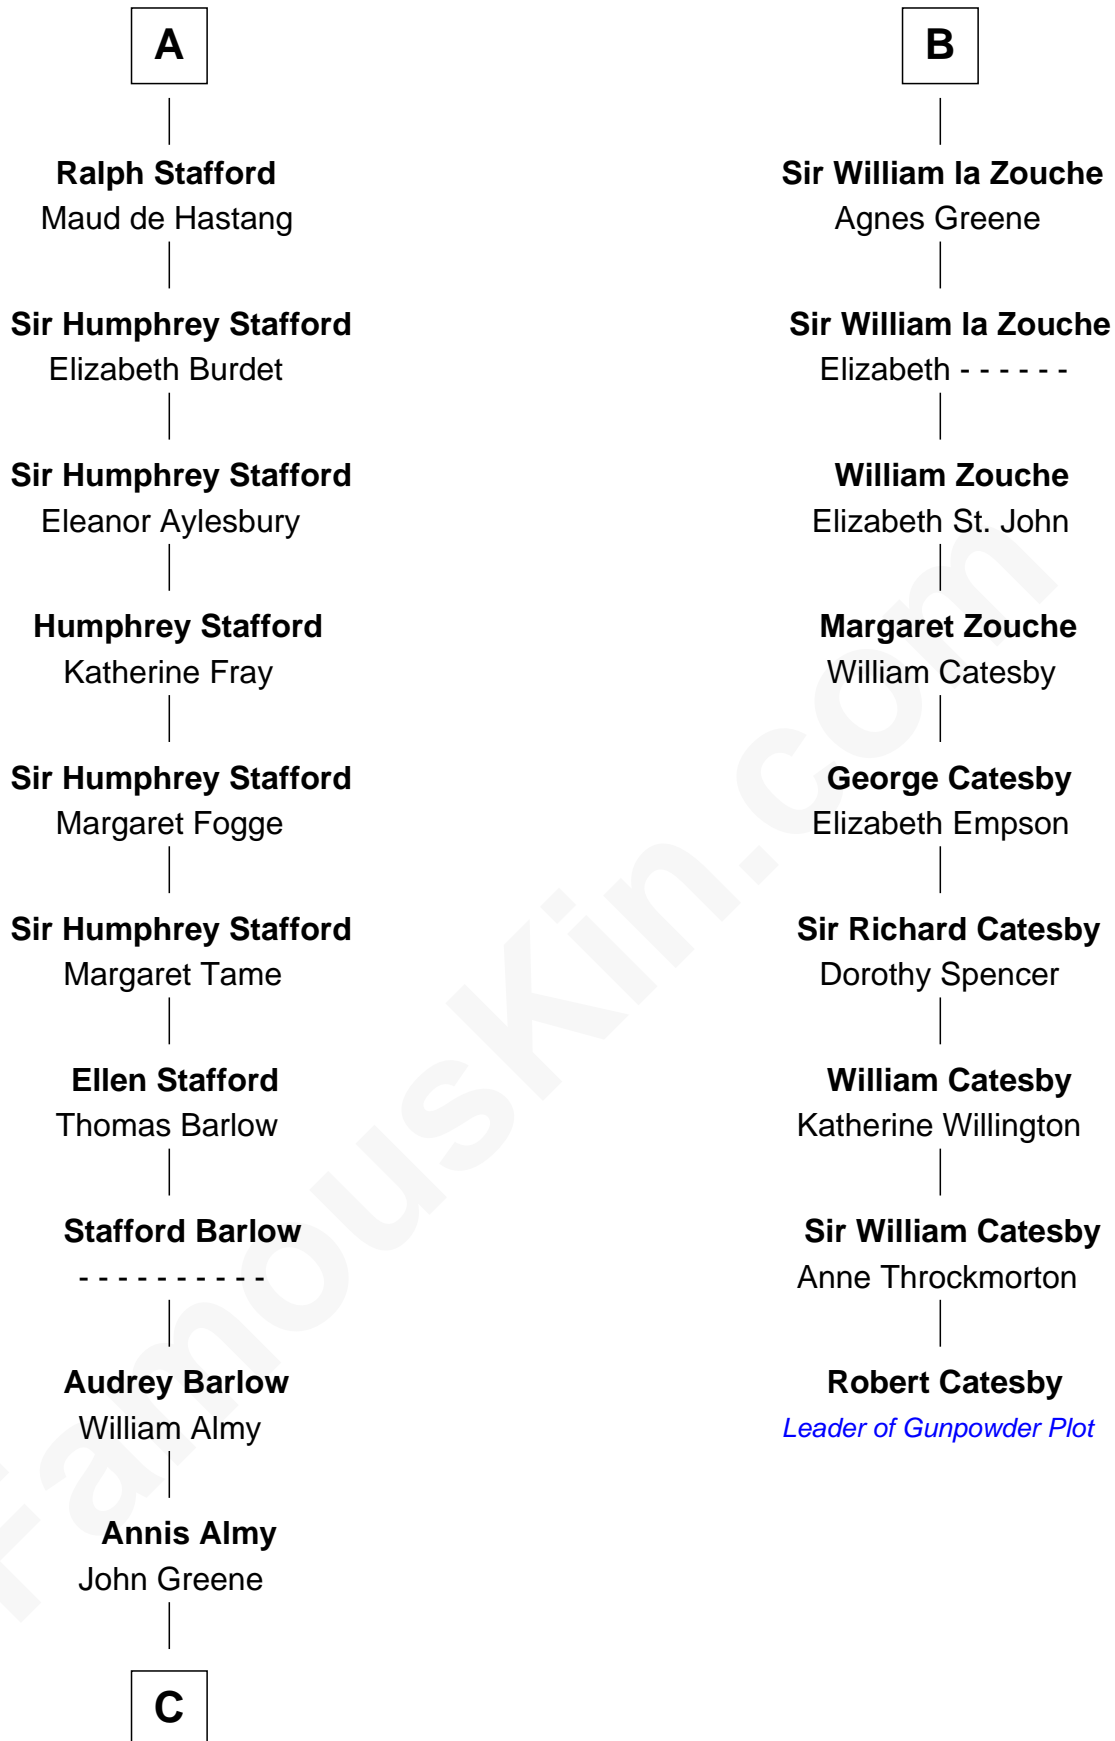 A
Ralph Stafford
Maud de Hastang
Sir Humphrey Stafford
Elizabeth Burdet
Sir Humphrey Stafford
Eleanor Aylesbury
Humphrey Stafford
Katherine Fray
Sir Humphrey Stafford
Margaret Fogge
Sir Humphrey Stafford
Margaret Tame
Ellen Stafford
Thomas Barlow
Stafford Barlow
- - - - - - - - - -
Audrey Barlow
William Almy
Annis Almy
John Greene
C
B
Sir William la Zouche
Agnes Greene
Sir William la Zouche
Elizabeth - - - - - -
William Zouche
Elizabeth St. John
Margaret Zouche
William Catesby
George Catesby
Elizabeth Empson
Sir Richard Catesby
Dorothy Spencer
William Catesby
Katherine Willington
Sir William Catesby
Anne Throckmorton
Robert Catesby
Leader of Gunpowder Plot
FamousKin.com